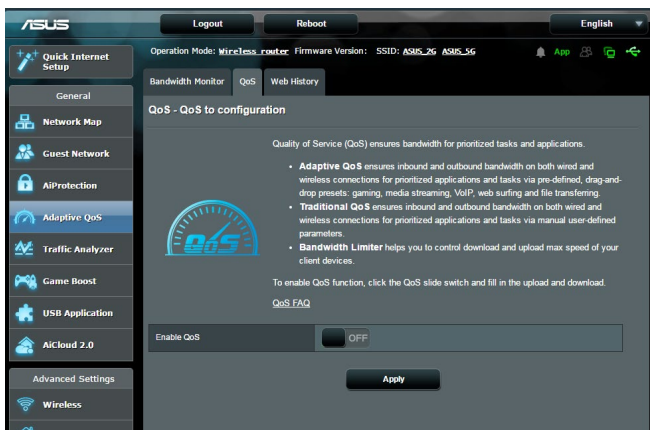 ASUS
Logout
Reboot
English
Quick Internet
Setup
Operation Mode: Wireless router Firmware Version: SSID: ASUS_2G ASUS_5G
App
Bandwidth Monitor
QoS
Web History
General
Network Map
Guest Network
AiProtection
Adaptive QoS
Traffic Analyzer
Game Boost
USB Application
AiCloud 2.0
Advanced Settings
Wireless
QoS - QoS to configuration
QoS
Quality of Service (QoS) ensures bandwidth for prioritized tasks and applications.
• Adaptive QoS ensures inbound and outbound bandwidth on both wired and
wireless connections for prioritized applications and tasks via pre-defined, drag-and-
drop presets: gaming, media streaming, VoIP, web surfing and file transferring.
• Traditional QoS ensures inbound and outbound bandwidth on both wired and
wireless connections for prioritized applications and tasks via manual user-defined
parameters.
• Bandwidth Limiter helps you to control download and upload max speed of your
client devices.
To enable QoS function, click the QoS slide switch and fill in the upload and download.
QoS FAQ
Enable QoS
OFF
Apply